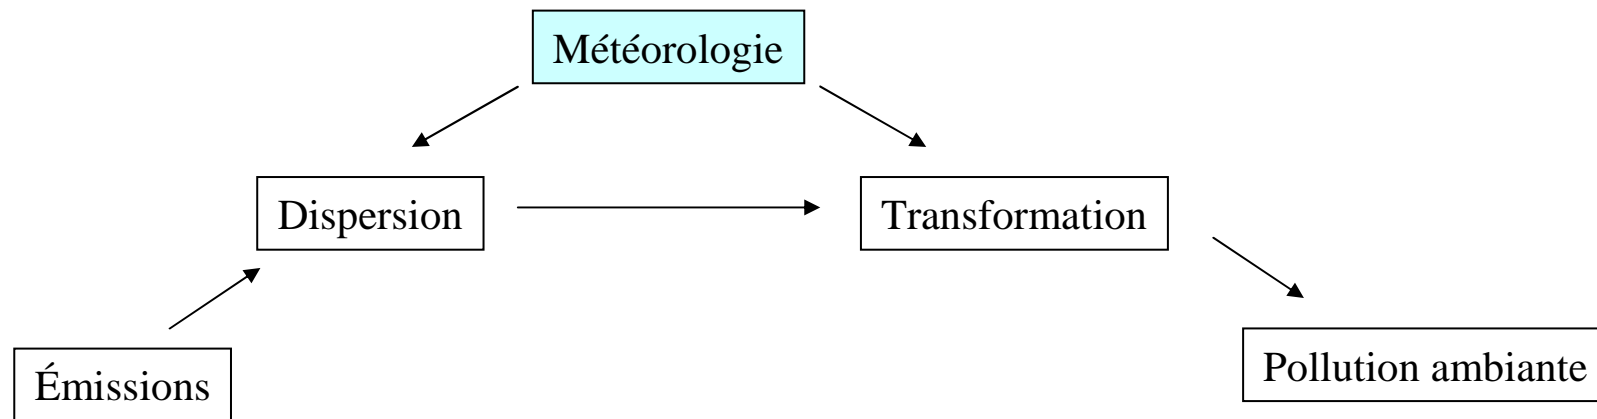 Météorologie
Dispersion
Transformation
Émissions
Pollution ambiante